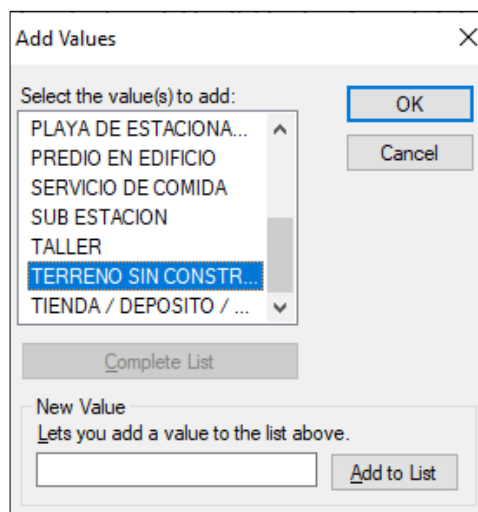 Add Values
Select the value(s) to add:
PLAYA DE ESTACIONA...
PREDIO EN EDIFICIO
SERVICIO DE COMIDA
SUB ESTACION
TALLER
TERRENO SIN CONSTR...
TIENDA / DEPOSITO / ...
OK
Cancel
Complete List
New Value
Lets you add a value to the list above.
Add to List